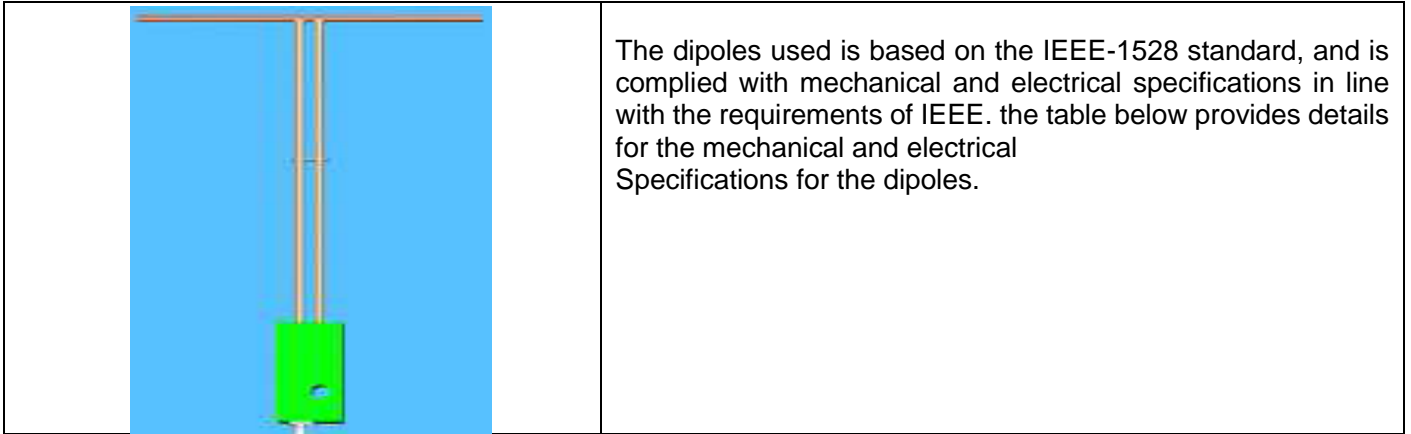 The dipoles used is based on the IEEE-1528 standard, and is
complied with mechanical and electrical specifications in line
with the requirements of IEEE. the table below provides details
for the mechanical and electrical
Specifications for the dipoles.